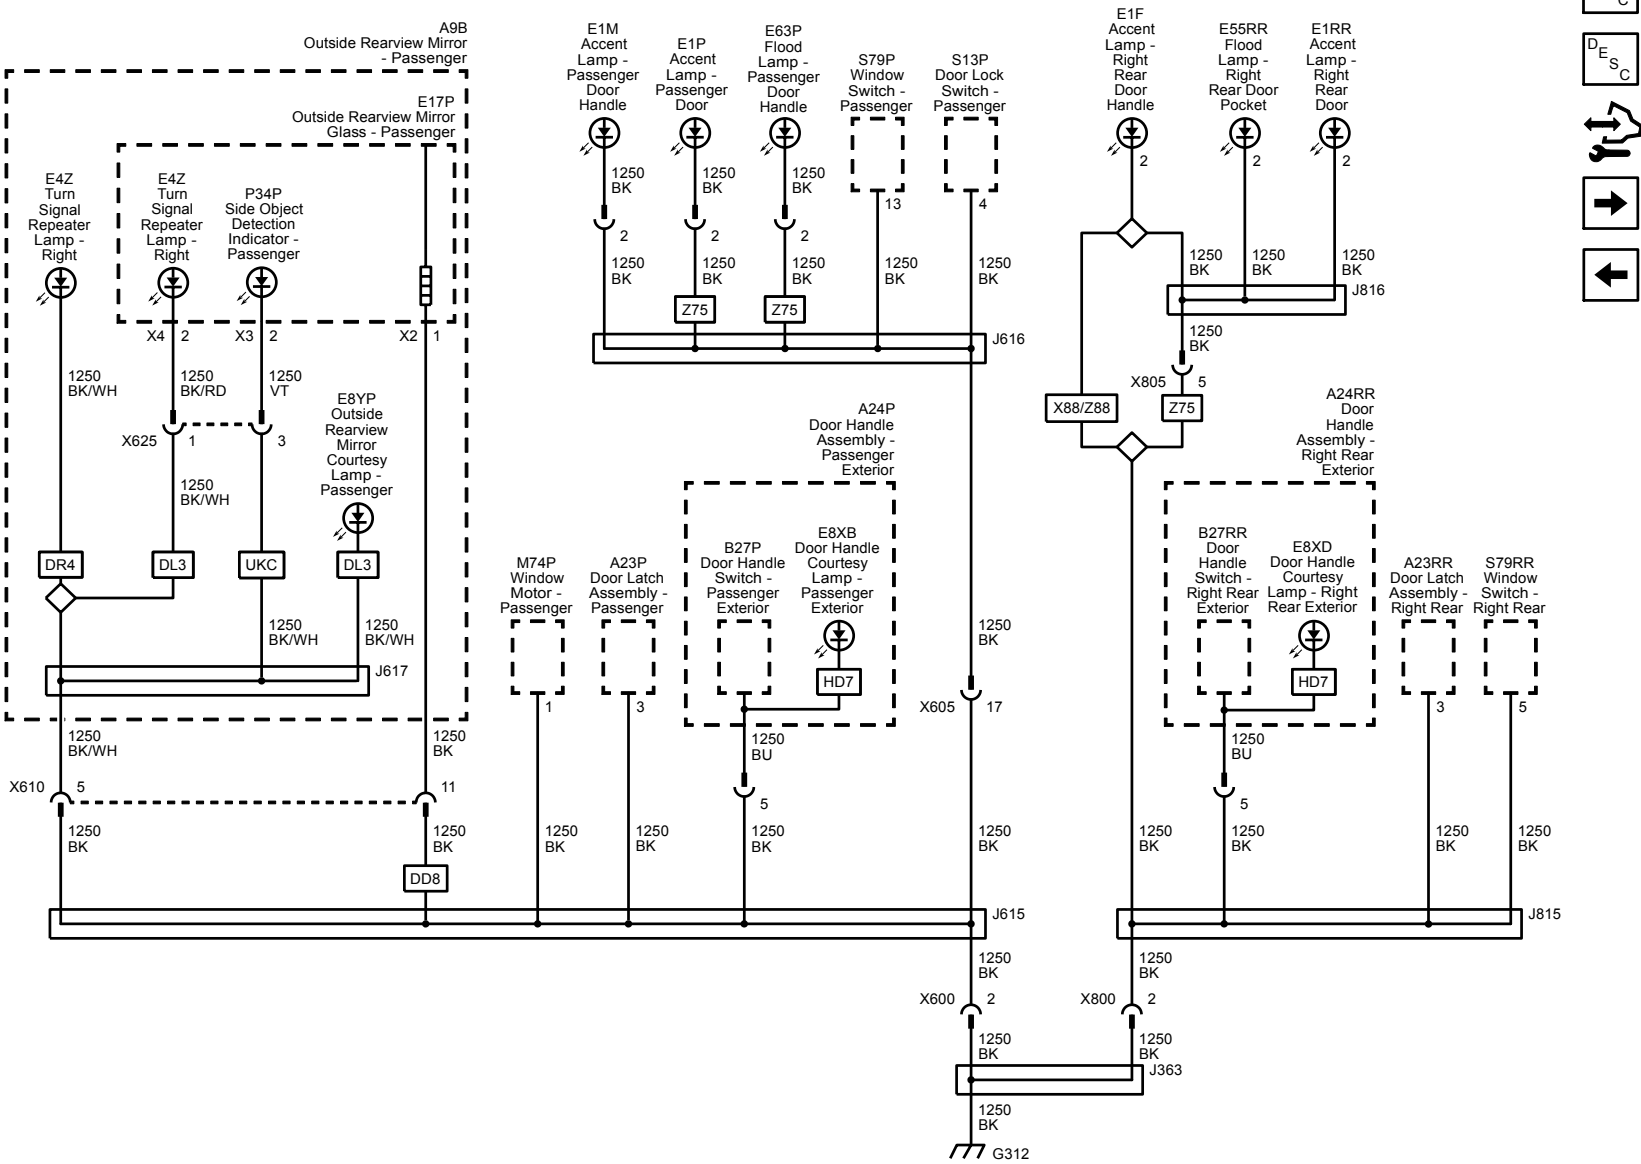 A9B
Outside Rearview Mirror
- Passenger
E17P
Outside Rearview Mirror
Glass - Passenger
E4Z
Turn
Signal
Repeater
Lamp -
Right
E4Z
Turn
Signal
Repeater
Lamp -
Right
P34P
Side Object
Detection
Indicator -
Passenger
X4
2
X3
2
X2
1
1250
BK/WH
1250
BK/RD
1250
VT
X625
1
3
1250
BK/WH
E8YP
Outside
Rearview
Mirror
Courtesy
Lamp -
Passenger
DR4
DL3
UKC
DL3
1250
BK/WH
1250
BK/WH
J617
1250
BK/WH
1250
BK
X610
5
11
1250
BK
1250
BK
DD8
E1M
Accent
Lamp -
Passenger
Door
Handle
E1P
Accent
Lamp -
Passenger
Door
E63P
Flood
Lamp -
Passenger
Door
Handle
S79P
Window
Switch -
Passenger
S13P
Door Lock
Switch -
Passenger
1250
BK
1250
BK
1250
BK
13
4
2
2
2
1250
BK
1250
BK
1250
BK
1250
BK
1250
BK
Z75
Z75
J616
A24P
Door Handle
Assembly -
Passenger
Exterior
M74P
Window
Motor -
Passenger
A23P
Door Latch
Assembly -
Passenger
B27P
Door Handle
Switch -
Passenger
Exterior
E8XB
Door Handle
Courtesy
Lamp -
Passenger
Exterior
HD7
1
3
1250
BU
5
1250
BK
X605
17
1250
BK
1250
BK
1250
BK
1250
BK
J615
1250
BK
X600
2
1250
BK
E1F
Accent
Lamp -
Right
Rear
Door
Handle
E55RR
Flood
Lamp -
Right
Rear Door
Pocket
E1RR
Accent
Lamp -
Right
Rear
Door
2
2
2
1250
BK
1250
BK
1250
BK
J816
1250
BK
X805
5
X88/Z88
Z75
A24RR
Door
Handle
Assembly -
Right Rear
Exterior
B27RR
Door
Handle
Switch -
Right Rear
Exterior
E8XD
Door Handle
Courtesy
Lamp - Right
Rear Exterior
A23RR
Door Latch
Assembly -
Right Rear
S79RR
Window
Switch -
Right Rear
HD7
3
5
1250
BU
5
1250
BK
1250
BK
1250
BK
1250
BK
J815
1250
BK
X800
2
1250
BK
J363
1250
BK
G312
C
D
E
S
C